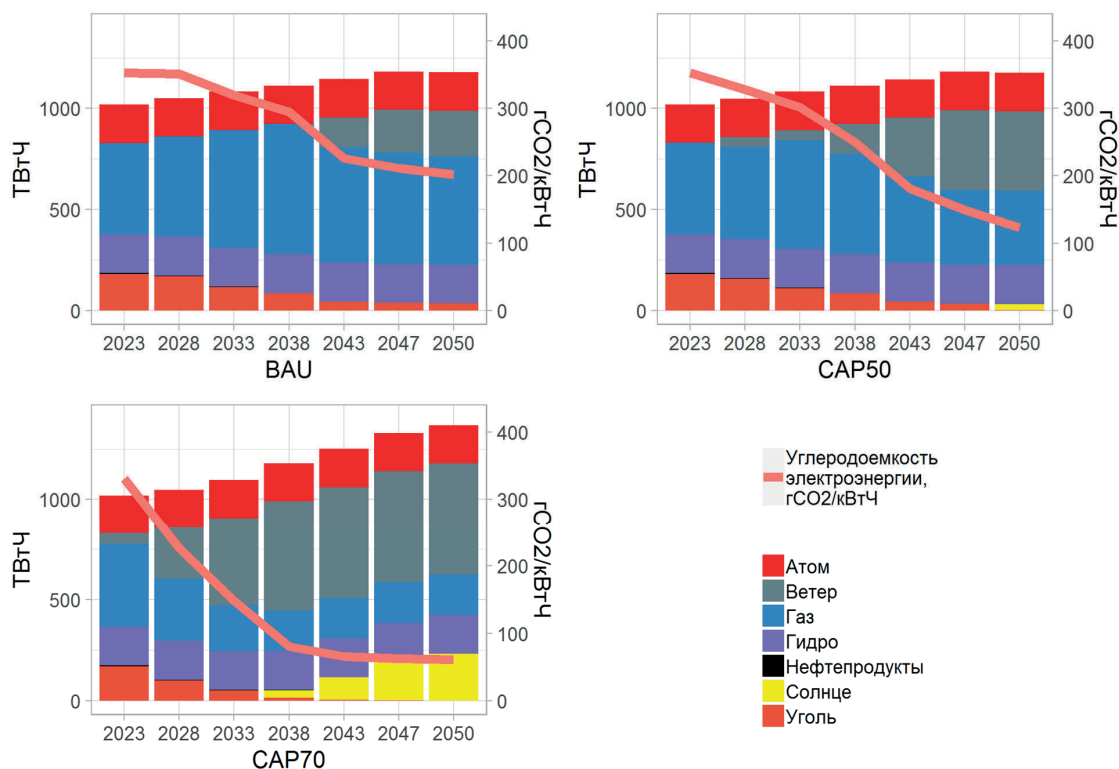 400
300
200
100
0
1000
500
0
ТВтЧ
гCO2/кВтЧ
2023 2028 2033 2038 2043 2047 2050
BAU
400
300
200
100
0
1000
500
0
ТВтЧ
гCO2/кВтЧ
2023 2028 2033 2038 2043 2047 2050
CAP50
400
300
200
100
0
1000
500
0
ТВтЧ
гCO2/кВтЧ
2023 2028 2033 2038 2043 2047 2050
CAP70
Углеродоемкость
электроэнергии,
гCO2/кВтЧ
Атом
Ветер
Газ
Гидро
Нефтепродукты
Солнце
Уголь